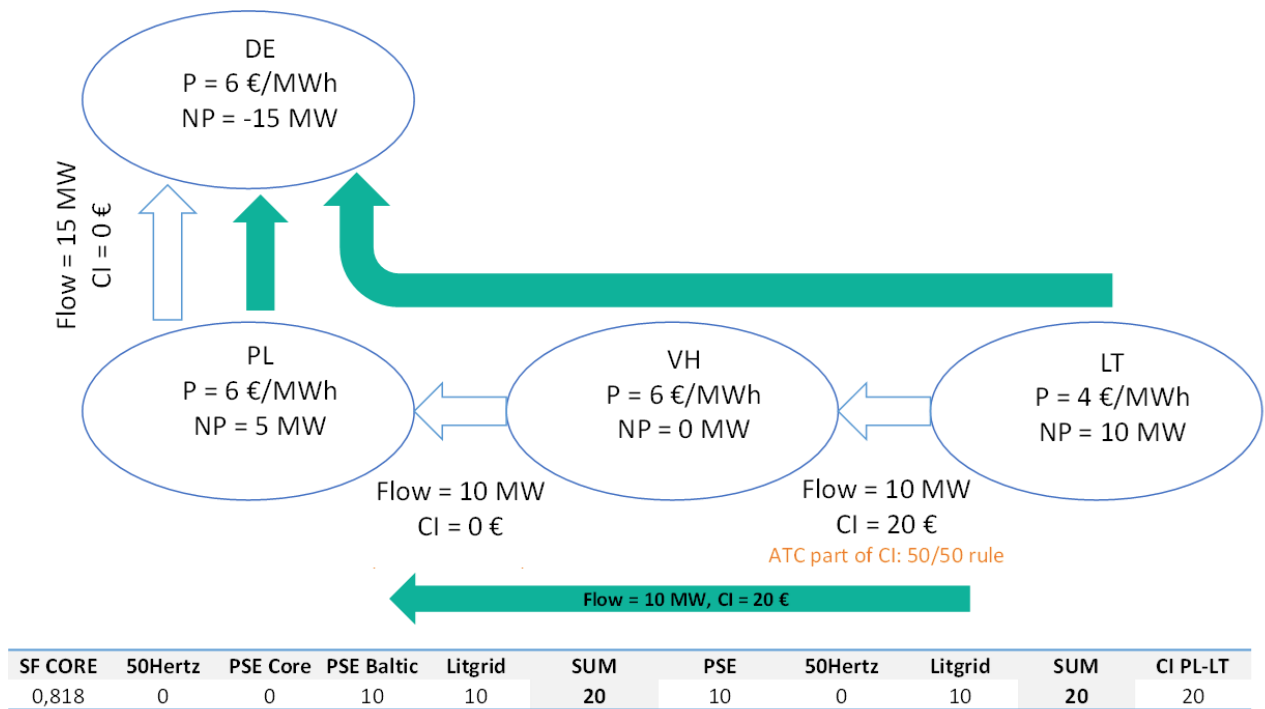 DE
P = 6 €/MWh
NP = -15 MW
Flow = 15 MW
CI = 0 €
PL
P = 6 €/MWh
NP = 5 MW
VH
P = 6 €/MWh
NP = 0 MW
LT
P = 4 €/MWh
NP = 10 MW
Flow = 10 MW
CI = 0 €
Flow = 10 MW
CI = 20 €
ATC part of CI: 50/50 rule
Flow = 10 MW, CI = 20 €
SF CORE 50Hertz PSE Core PSE Baltic Litgrid SUM PSE 50Hertz Litgrid SUM CI PL-LT
0,818 0 0 10 10 20 10 0 10 20 20